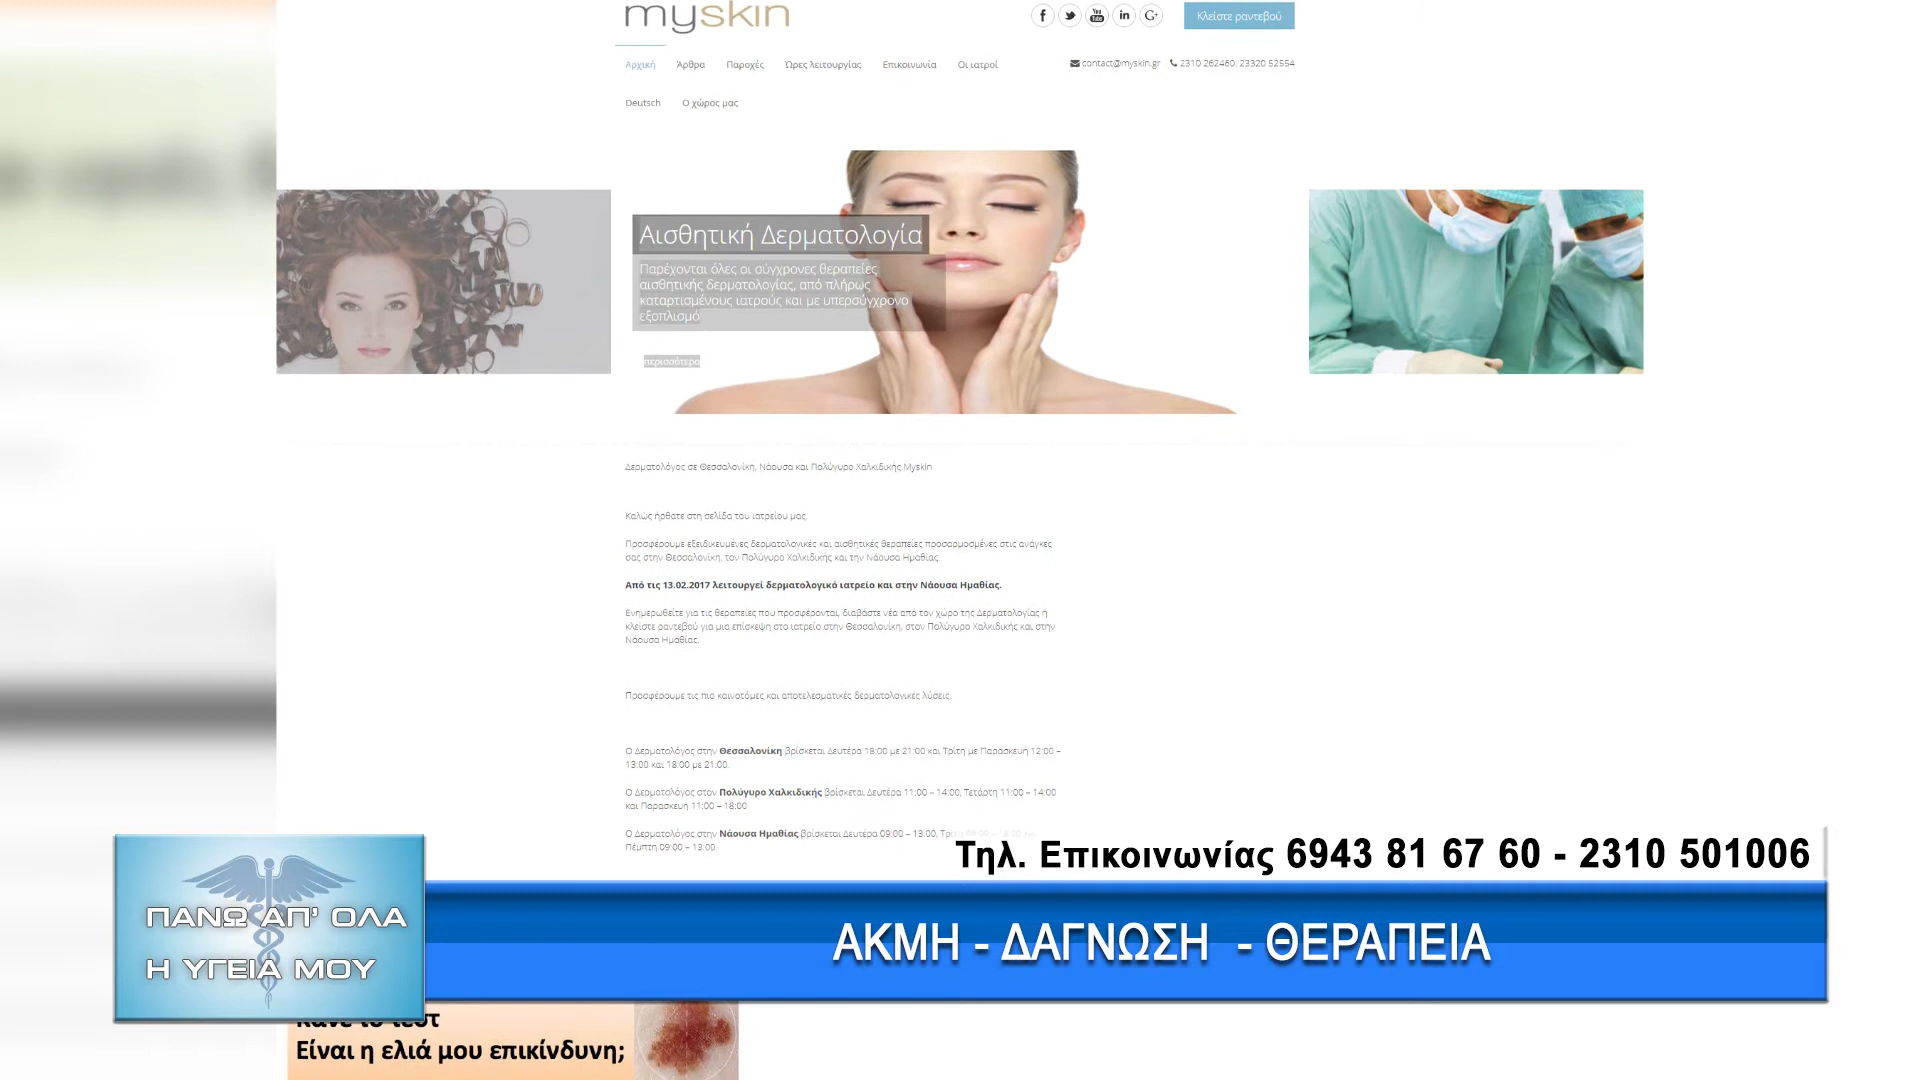 myskin
Κλείστε ραντεβού
Αρχική Άρθρα Παροχές Ώρες λειτουργίας Επικοινωνία Οι ιατροί
contact@myskin.gr 2310 262460, 23320 52554
Deutsch Ο χώρος μας
Αισθητική Δερματολογία
Παρέχονται όλες οι σύγχρονες θεραπείες
αισθητικής δερματολογίας, από πλήρως
καταρτισμένους ιατρούς και με υπερσύγχρονο
εξοπλισμό
περισσότερα
Δερματολόγος σε Θεσσαλονίκη, Νάουσα και Πολύγυρο Χαλκιδικής Myskin
Καλώς ήρθατε στη σελίδα του ιατρείου μας.
Προσφέρουμε εξειδικευμένες δερματολογικές και αισθητικές θεραπείες προσαρμοσμένες στις ανάγκες
σας στην Θεσσαλονίκη, τον Πολύγυρο Χαλκιδικής και την Νάουσα Ημαθίας.
Από τις 13.02.2017 λειτουργεί δερματολογικό ιατρείο και στην Νάουσα Ημαθίας.
Ενημερωθείτε για τις θεραπείες που προσφέρονται, διαβάστε νέα από τον χώρο της Δερματολογίας ή
κλείστε ραντεβού για μια επίσκεψη στο ιατρείο στην Θεσσαλονίκη, στον Πολύγυρο Χαλκιδικής και στην
Νάουσα Ημαθίας.
Προσφέρουμε τις πιο καινοτόμες και αποτελεσματικές δερματολογικές λύσεις.
Ο Δερματολόγος στην Θεσσαλονίκη βρίσκεται Δευτέρα 18:00 με 21:00 και Τρίτη με Παρασκευή 12:00 –
13:00 και 18:00 με 21:00.
Ο Δερματολόγος στον Πολύγυρο Χαλκιδικής βρίσκεται Δευτέρα 11:00 – 14:00, Τετάρτη 11:00 – 14:00
και Παρασκευή 11:00 – 18:00
Ο Δερματολόγος στην Νάουσα Ημαθίας βρίσκεται Δευτέρα 09:00 – 13:00,
Πέμπτη 09:00 – 13:00.
Τηλ. Επικοινωνίας 6943 81 67 60 - 2310 501006
ΠΑΝΩ ΑΠ' ΟΛΑ
Η ΥΓΕΙΑ ΜΟΥ
ΑΚΜΗ - ΔΑΓΝΩΣΗ - ΘΕΡΑΠΕΙΑ
Κάνε το τεστ
Είναι η ελιά μου επικίνδυνη;